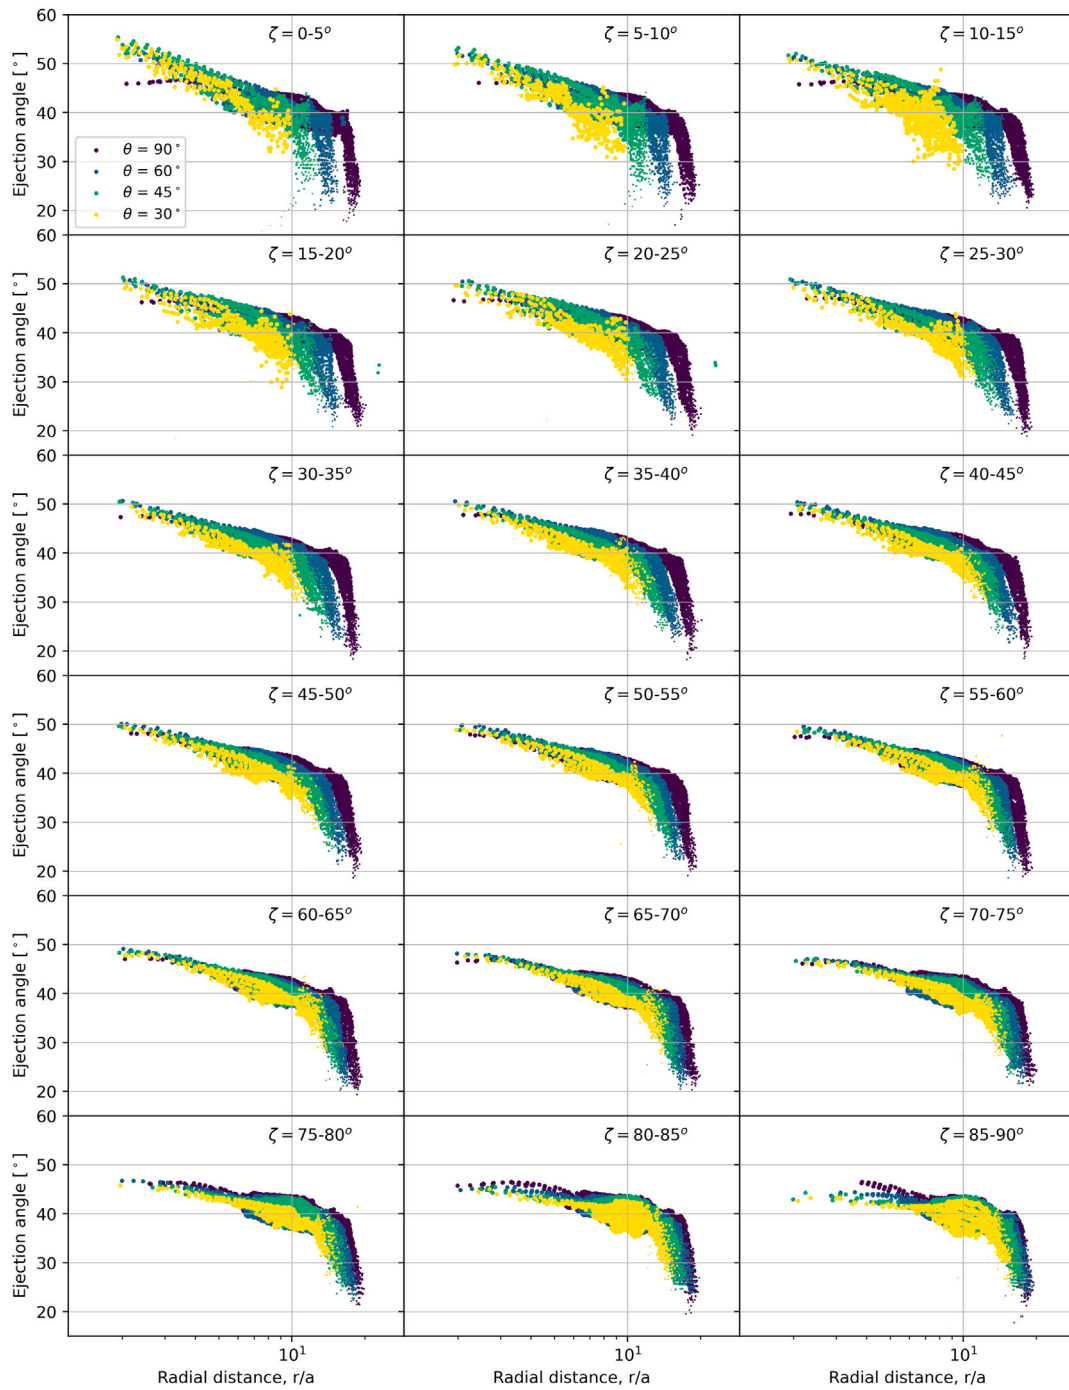 60
50
40
30
20
Ejection angle [°]
ζ = 0-5°
θ = 90°
θ = 60°
θ = 45°
θ = 30°
ζ = 5-10°
ζ = 10-15°
60
50
40
30
20
Ejection angle [°]
ζ = 15-20°
ζ = 20-25°
ζ = 25-30°
60
50
40
30
20
Ejection angle [°]
ζ = 30-35°
ζ = 35-40°
ζ = 40-45°
60
50
40
30
20
Ejection angle [°]
ζ = 45-50°
ζ = 50-55°
ζ = 55-60°
60
50
40
30
20
Ejection angle [°]
ζ = 60-65°
ζ = 65-70°
ζ = 70-75°
60
50
40
30
20
Ejection angle [°]
ζ = 75-80°
ζ = 80-85°
ζ = 85-90°
10¹
10¹
10¹
Radial distance, r/a
Radial distance, r/a
Radial distance, r/a